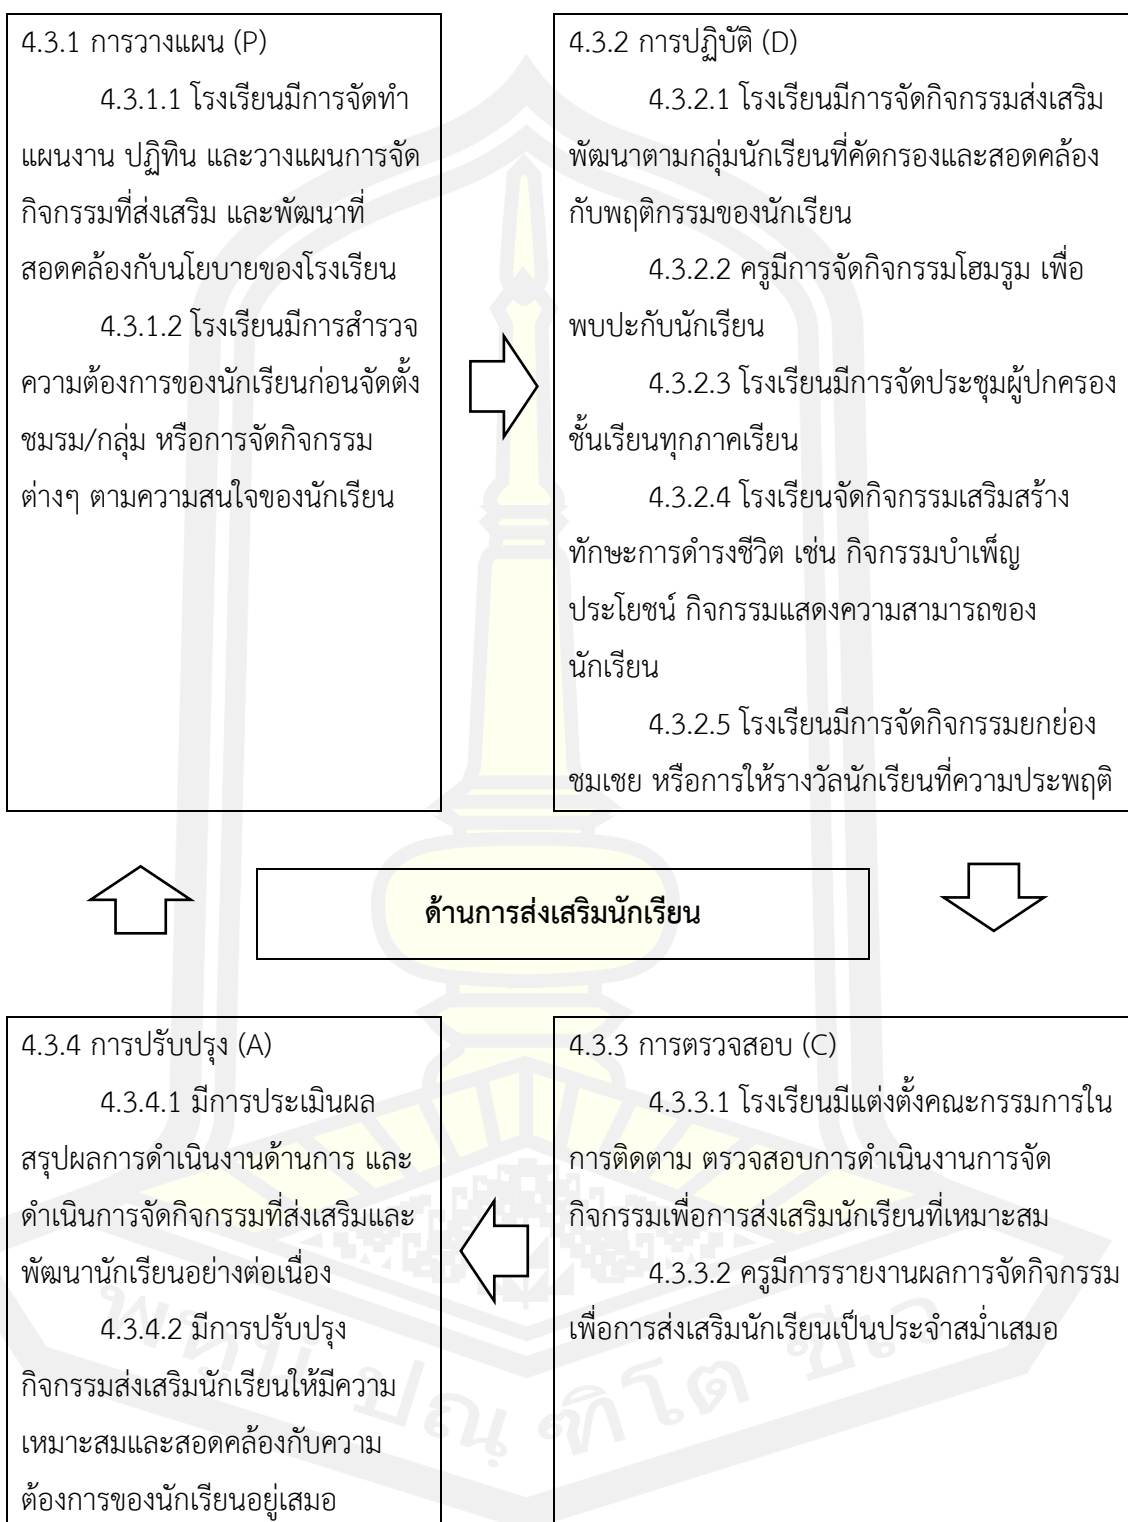 4.3.1 การวางแผน (P)
4.3.1.1 โรงเรียนมีการจัดทำ
แผนงาน ปฏิทิน และวางแผนการจัด
กิจกรรมที่ส่งเสริม และพัฒนาที่
สอดคล้องกับนโยบายของโรงเรียน
4.3.1.2 โรงเรียนมีการสำรวจ
ความต้องการของนักเรียนก่อนจัดตั้ง
ชมรม/กลุ่ม หรือการจัดกิจกรรม
ต่างๆ ตามความสนใจของนักเรียน
4.3.2 การปฏิบัติ (D)
4.3.2.1 โรงเรียนมีการจัดกิจกรรมส่งเสริม
พัฒนาตามกลุ่มนักเรียนที่คัดกรองและสอดคล้อง
กับพฤติกรรมของนักเรียน
4.3.2.2 ครูมีการจัดกิจกรรมโฮมรูม เพื่อ
พบปะกับนักเรียน
4.3.2.3 โรงเรียนมีการจัดประชุมผู้ปกครอง
ชั้นเรียนทุกภาคเรียน
4.3.2.4 โรงเรียนจัดกิจกรรมเสริมสร้าง
ทักษะการดำรงชีวิต เช่น กิจกรรมบำเพ็ญ
ประโยชน์ กิจกรรมแสดงความสามารถของ
นักเรียน
4.3.2.5 โรงเรียนมีการจัดกิจกรรมยกย่อง
ชมเชย หรือการให้รางวัลนักเรียนที่ความประพฤติ
ด้านการส่งเสริมนักเรียน
4.3.4 การปรับปรุง (A)
4.3.4.1 มีการประเมินผล
สรุปผลการดำเนินงานด้านการ และ
ดำเนินการจัดกิจกรรมที่ส่งเสริมและ
พัฒนานักเรียนอย่างต่อเนื่อง
4.3.4.2 มีการปรับปรุง
กิจกรรมส่งเสริมนักเรียนให้มีความ
เหมาะสมและสอดคล้องกับความ
ต้องการของนักเรียนอยู่เสมอ
4.3.3 การตรวจสอบ (C)
4.3.3.1 โรงเรียนมีแต่งตั้งคณะกรรมการใน
การติดตาม ตรวจสอบการดำเนินงานการจัด
กิจกรรมเพื่อการส่งเสริมนักเรียนที่เหมาะสม
4.3.3.2 ครูมีการรายงานผลการจัดกิจกรรม
เพื่อการส่งเสริมนักเรียนเป็นประจำสม่ำเสมอ
พหูน ปณฺ ฑิโต ชีเว